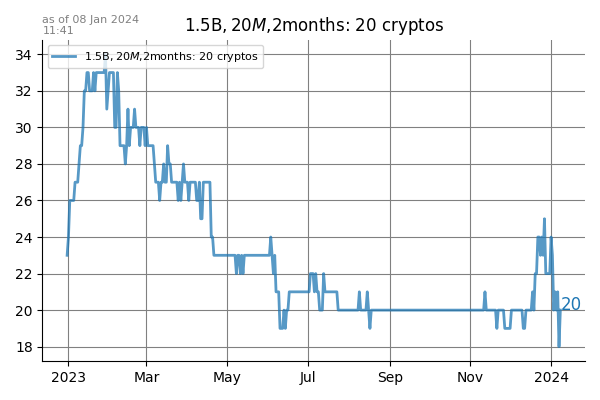 as of 08 Jan 2024
11:41
1.5B, 20M,2months: 20 cryptos
1.5B, 20M,2months: 20 cryptos
34
32
30
28
26
24
22
20
18
20
2023
Mar
May
Jul
Sep
Nov
2024